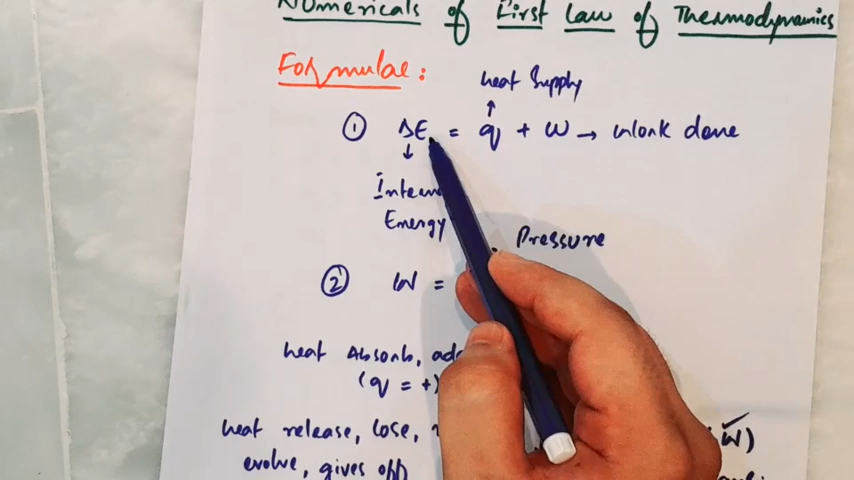 Numericals of First Law of Thermodynamics
Formulae:
heat Supply
① ΔE = q + W → Work done
Internal
Energy
Pressure
② W =
heat Absorb,
(q = +)
heat release, lose,
evolve, gives off
(W)